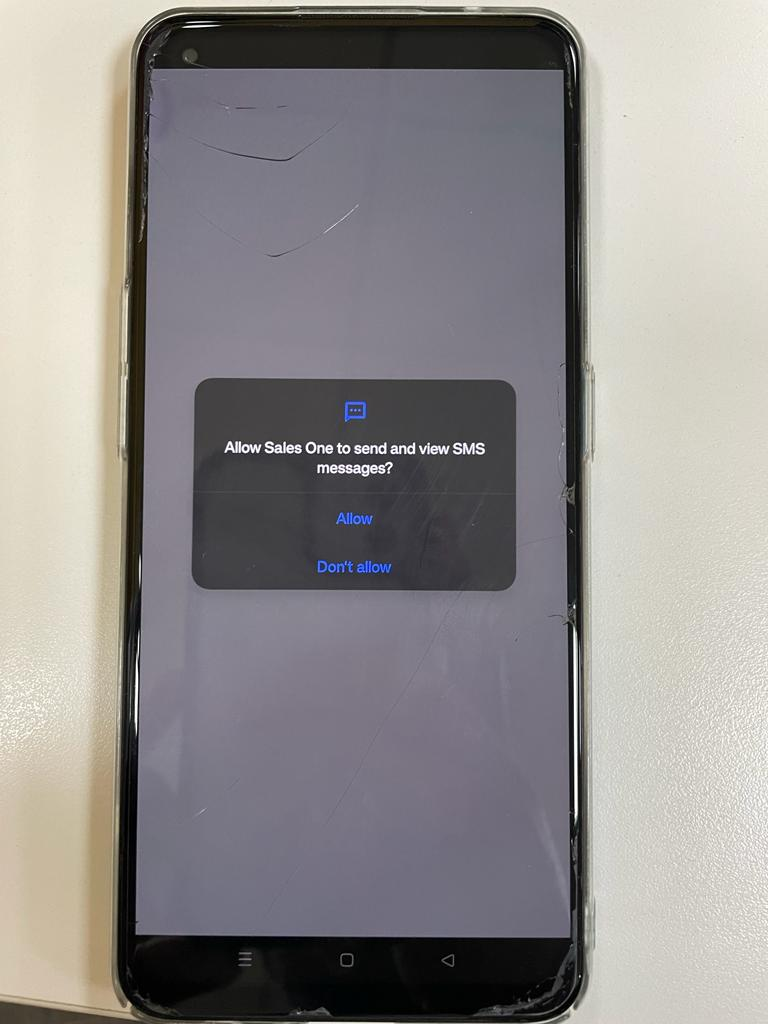 Allow Sales One to send and view SMS
messages?
Allow
Don't allow